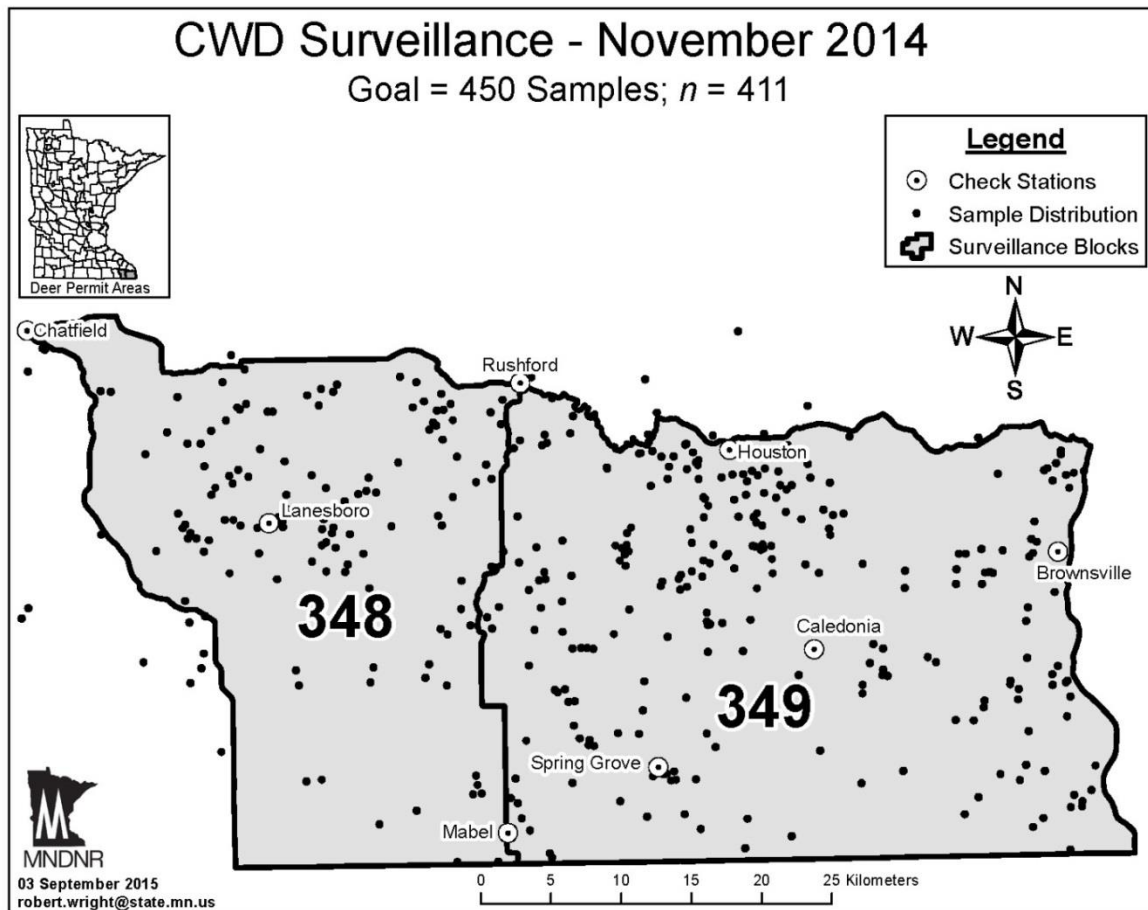 CWD Surveillance - November 2014
Goal = 450 Samples; n = 411
Deer Permit Areas
Legend
Check Stations
Sample Distribution
Surveillance Blocks
N
W E
S
Chatfield
Rushford
Houston
Lanesboro
Brownsville
348
Caledonia
349
Spring Grove
Mabel
MNDNR
03 September 2015
robert.wright@state.mn.us
0 5 10 15 20 25 Kilometers